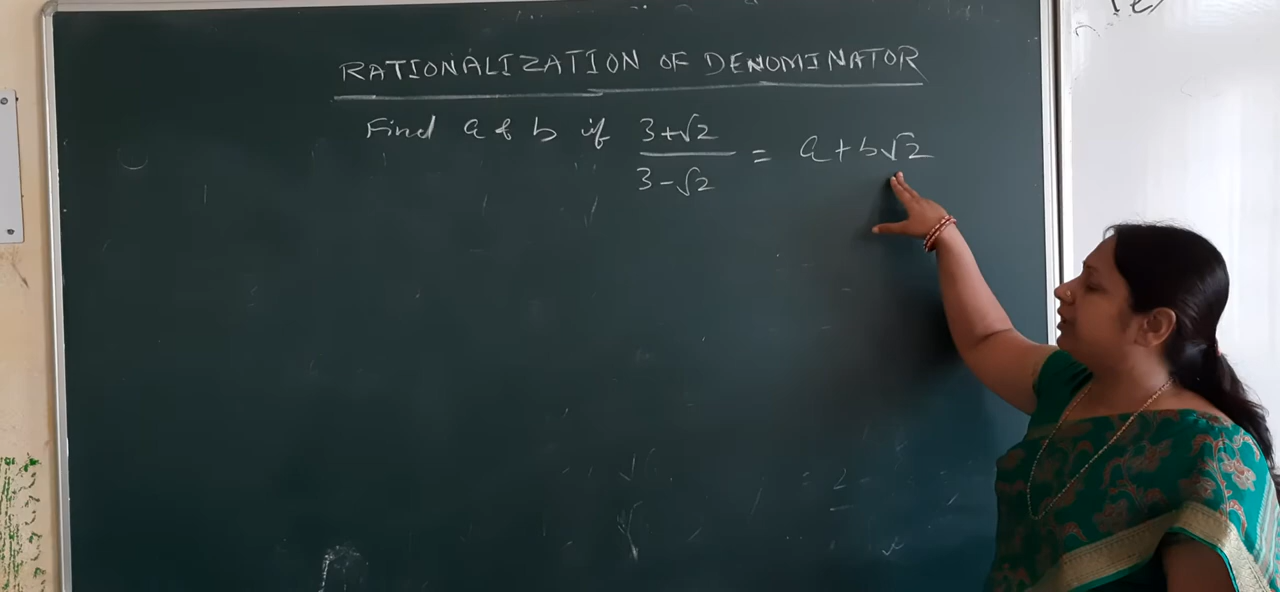 RATIONALIZATION OF DENOMINATOR
Find a & b if 3+√2 / 3-√2 = a+b√2